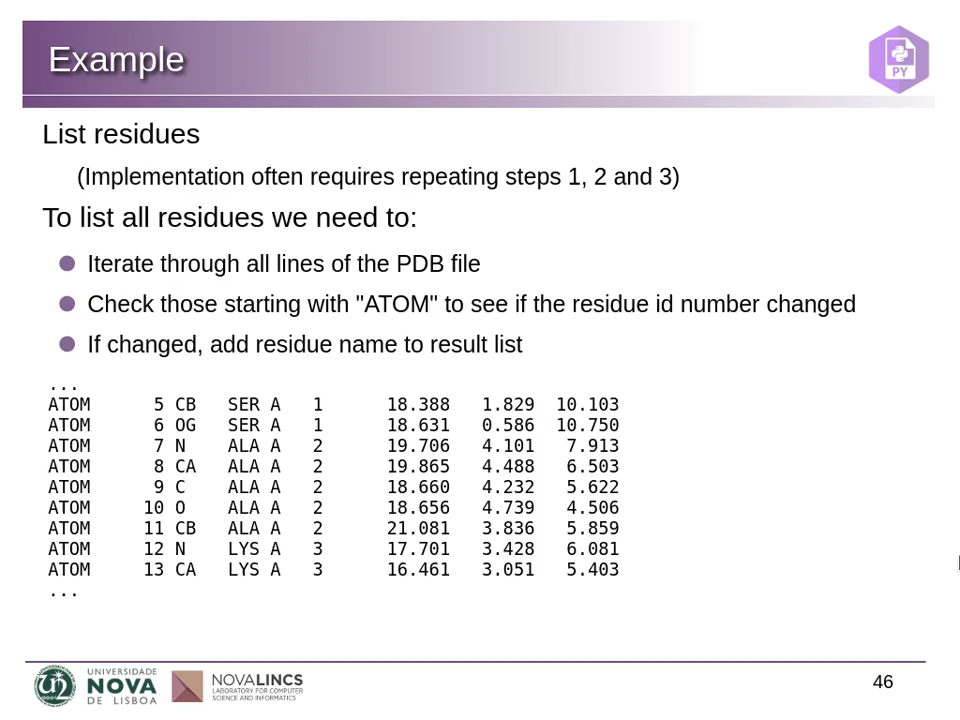 Example
PY
List residues
(Implementation often requires repeating steps 1, 2 and 3)
To list all residues we need to:
Iterate through all lines of the PDB file
Check those starting with "ATOM" to see if the residue id number changed
If changed, add residue name to result list
...
ATOM      5 CB   SER A   1      18.388   1.829  10.103
ATOM      6 OG   SER A   1      18.631   0.586  10.750
ATOM      7 N    ALA A   2      19.706   4.101   7.913
ATOM      8 CA   ALA A   2      19.865   4.488   6.503
ATOM      9 C    ALA A   2      18.660   4.232   5.622
ATOM     10 O    ALA A   2      18.656   4.739   4.506
ATOM     11 CB   ALA A   2      21.081   3.836   5.859
ATOM     12 N    LYS A   3      17.701   3.428   6.081
ATOM     13 CA   LYS A   3      16.461   3.051   5.403
...
UNIVERSIDADE
NOVA
DE LISBOA
NOVALINCS
LABORATORY FOR COMPUTER
SCIENCE AND INFORMATICS
46